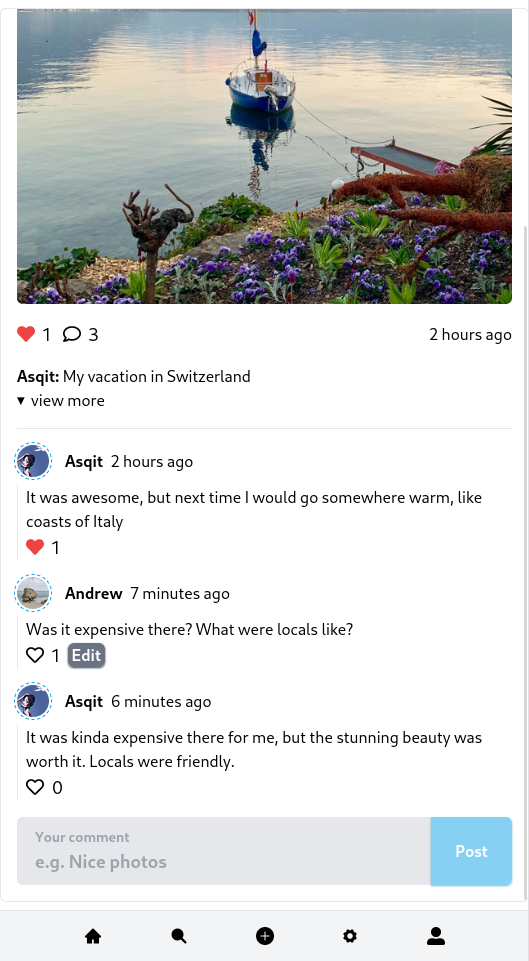 1 3 2 hours ago
Asqit: My vacation in Switzerland
▾ view more
Asqit 2 hours ago
It was awesome, but next time I would go somewhere warm, like
coasts of Italy
1
Andrew 7 minutes ago
Was it expensive there? What were locals like?
1 Edit
Asqit 6 minutes ago
It was kinda expensive there for me, but the stunning beauty was
worth it. Locals were friendly.
0
Your comment
e.g. Nice photos
Post